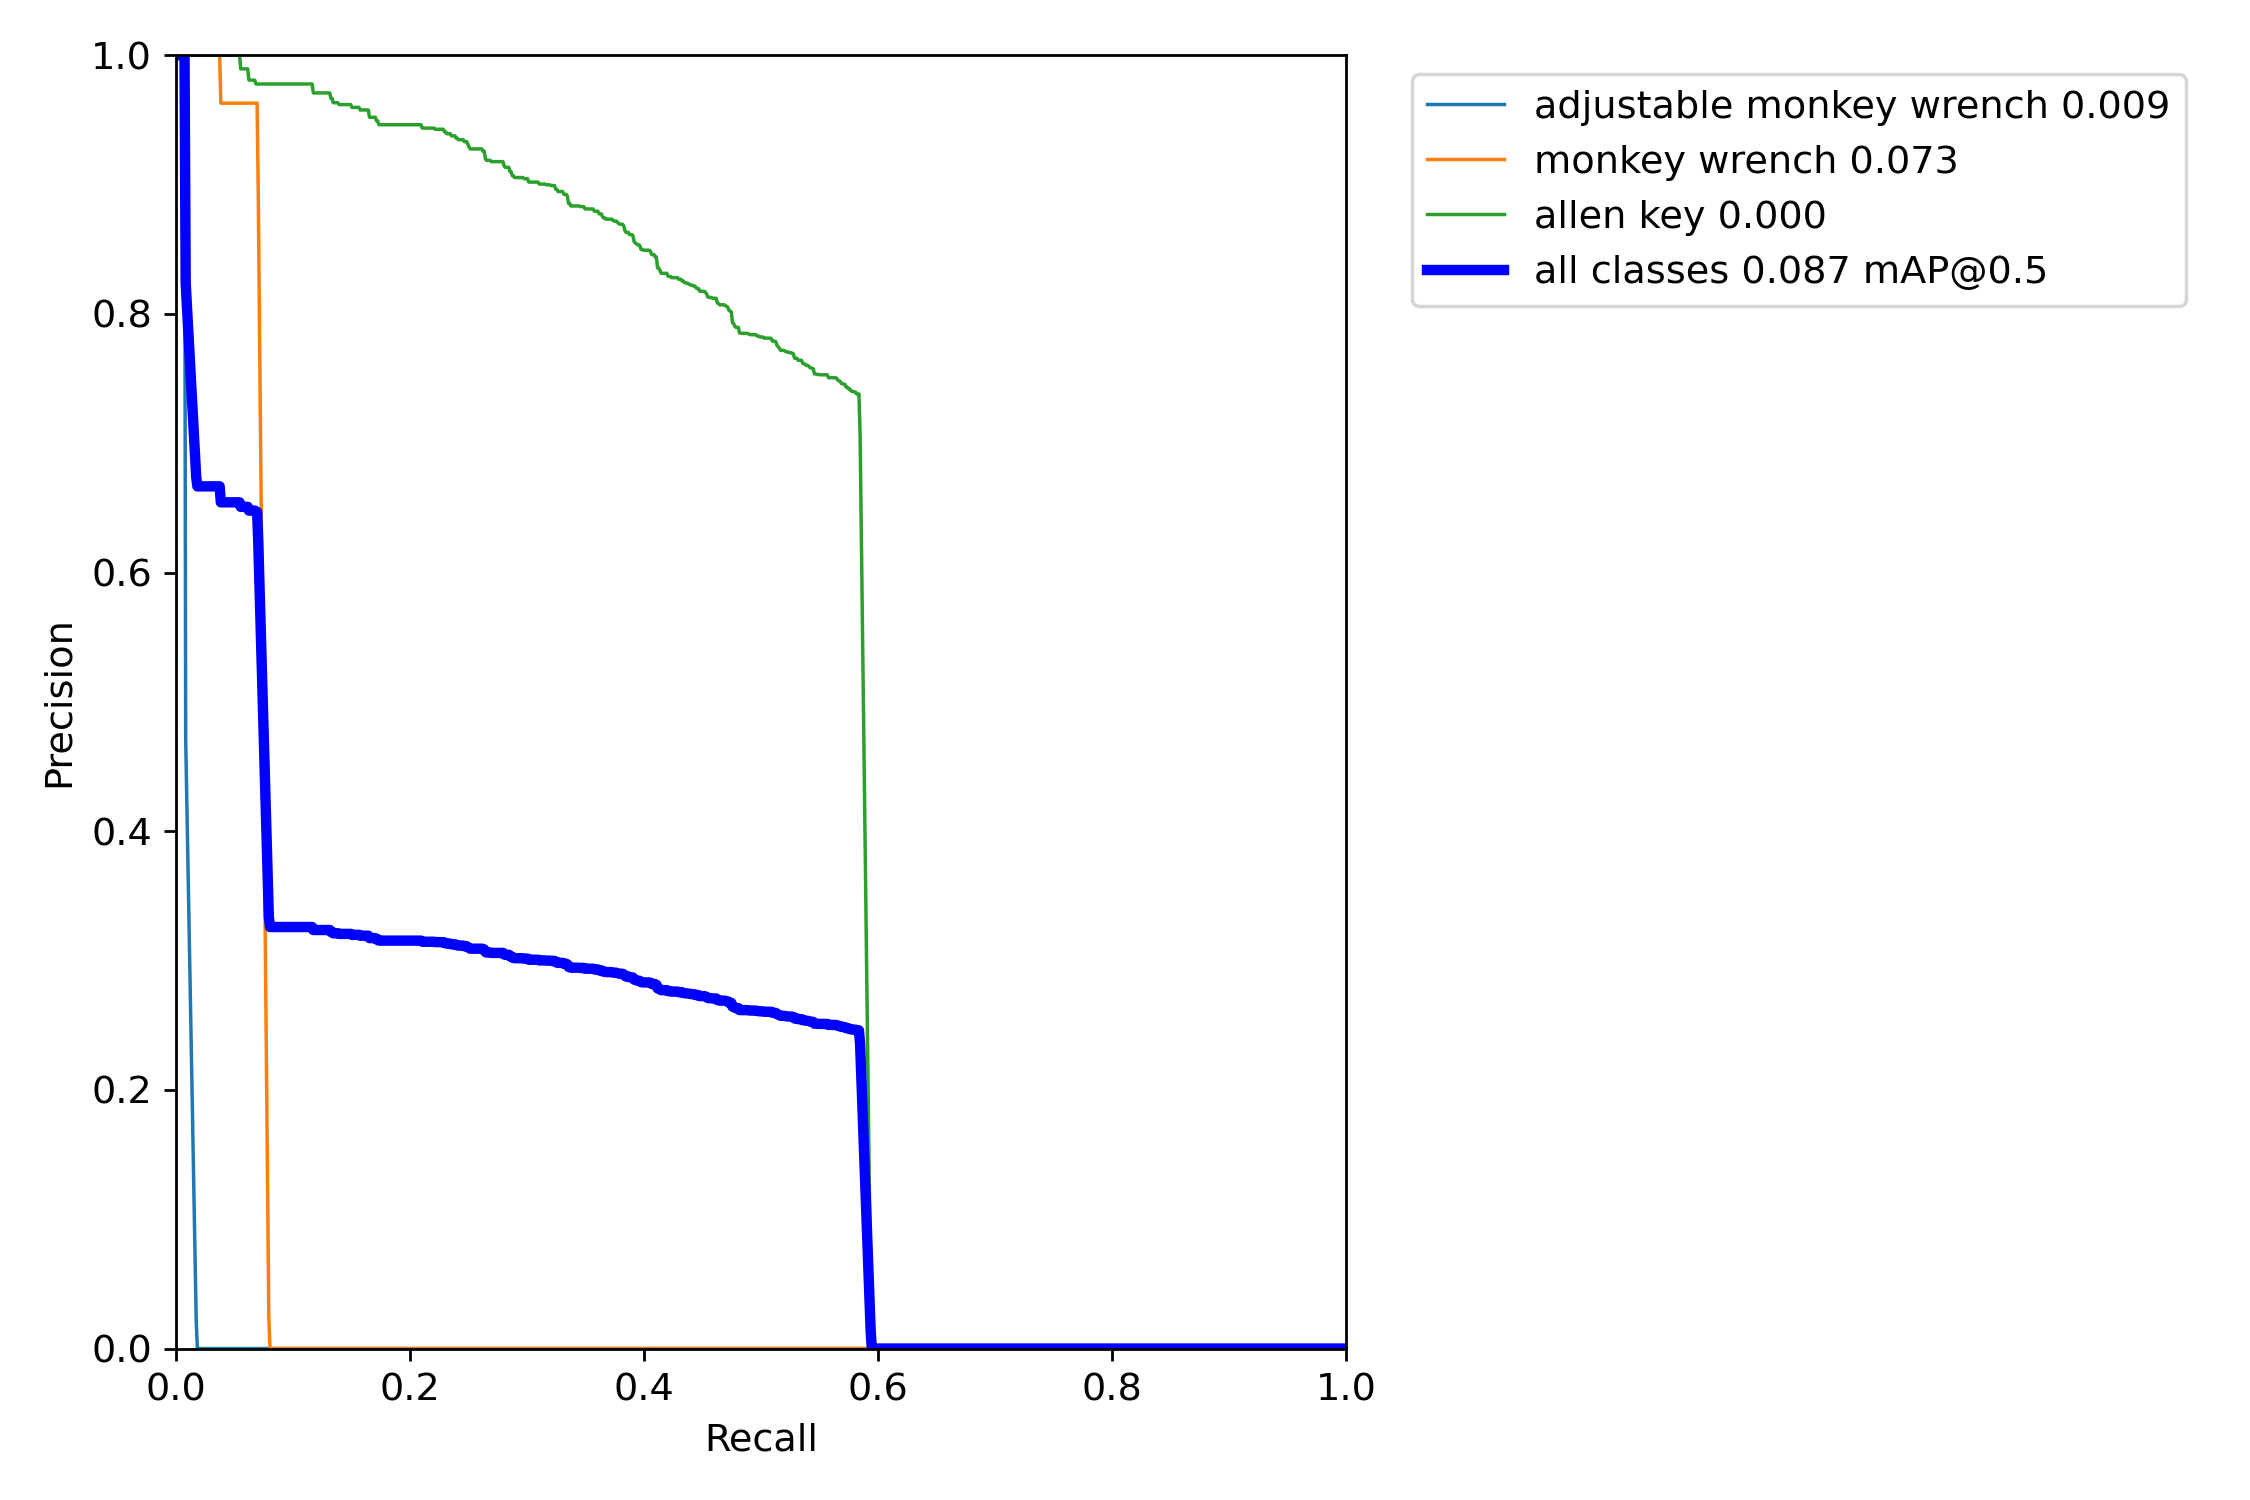 1.0
0.8
0.6
0.4
0.2
0.0
Precision
0.0 0.2 0.4 0.6 0.8 1.0
Recall
adjustable monkey wrench 0.009
monkey wrench 0.073
allen key 0.000
all classes 0.087 mAP@0.5